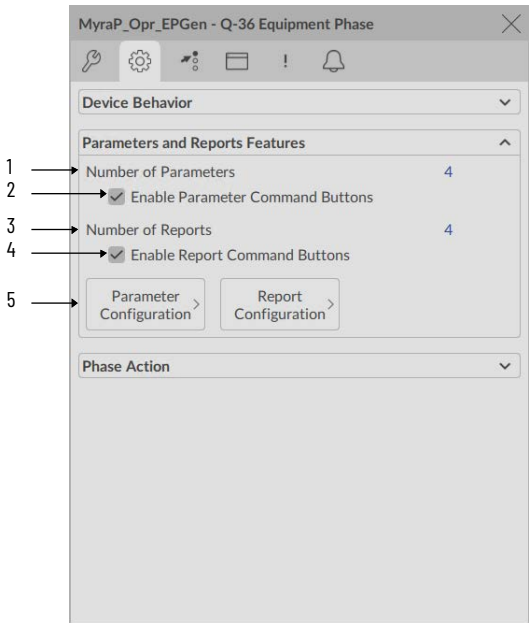 MyraP_Opr_EPGen - Q-36 Equipment Phase
!
Device Behavior
Parameters and Reports Features
1 Number of Parameters 4
2 Enable Parameter Command Buttons
3 Number of Reports 4
4 Enable Report Command Buttons
5 Parameter Configuration Report Configuration
Phase Action